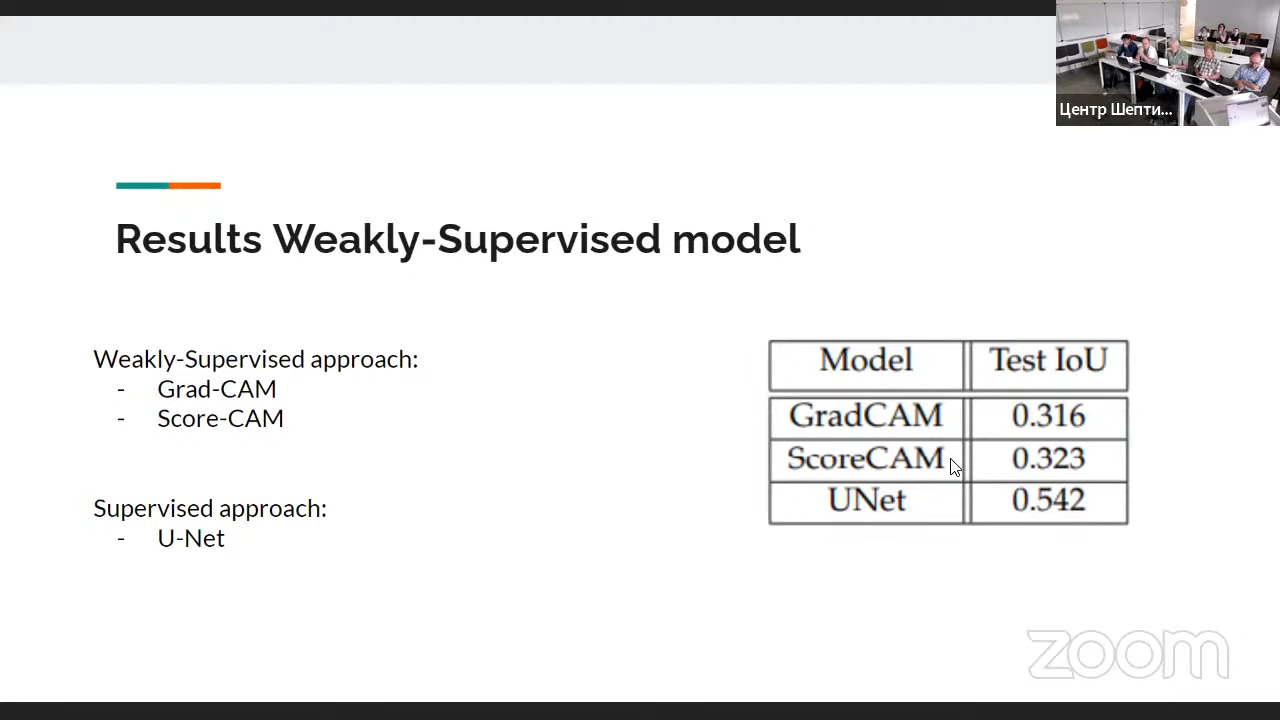 Центр Шепти...
Results Weakly-Supervised model
Weakly-Supervised approach:
- Grad-CAM
- Score-CAM
Supervised approach:
- U-Net
Model Test IoU
GradCAM 0.316
ScoreCAM 0.323
UNet 0.542
zoom